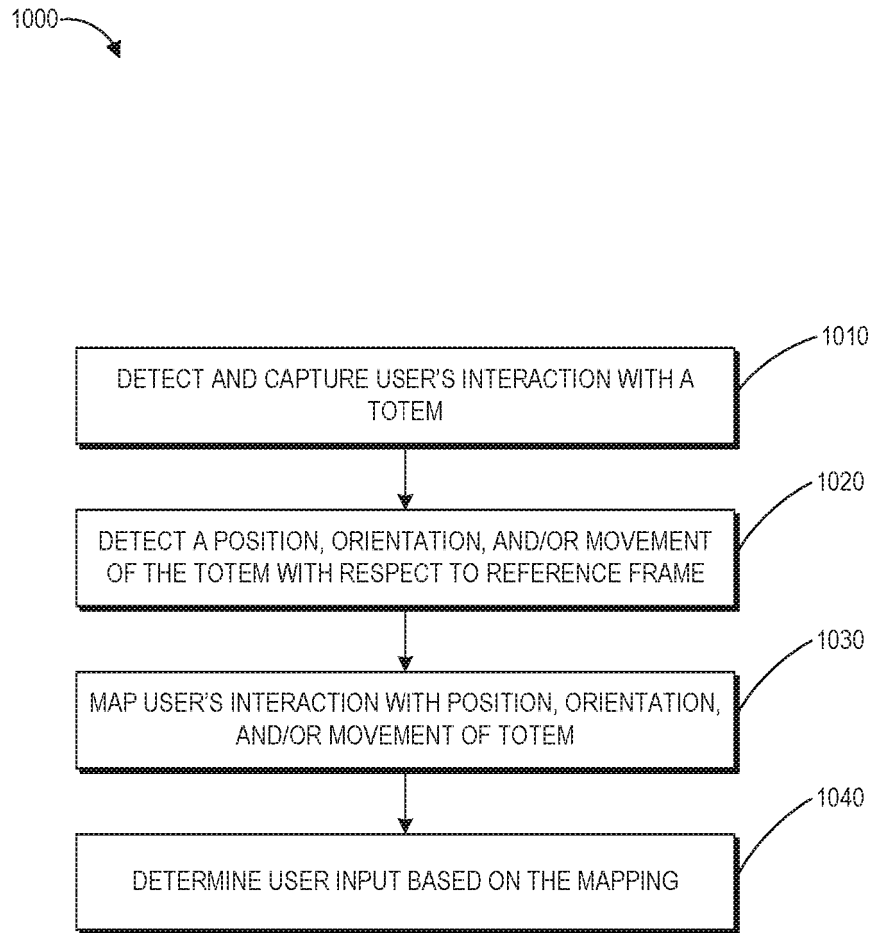 1000
1010
DETECT AND CAPTURE USER'S INTERACTION WITH A
TOTEM
1020
DETECT A POSITION, ORIENTATION, AND/OR MOVEMENT
OF THE TOTEM WITH RESPECT TO REFERENCE FRAME
1030
MAP USER'S INTERACTION WITH POSITION, ORIENTATION,
AND/OR MOVEMENT OF TOTEM
1040
DETERMINE USER INPUT BASED ON THE MAPPING